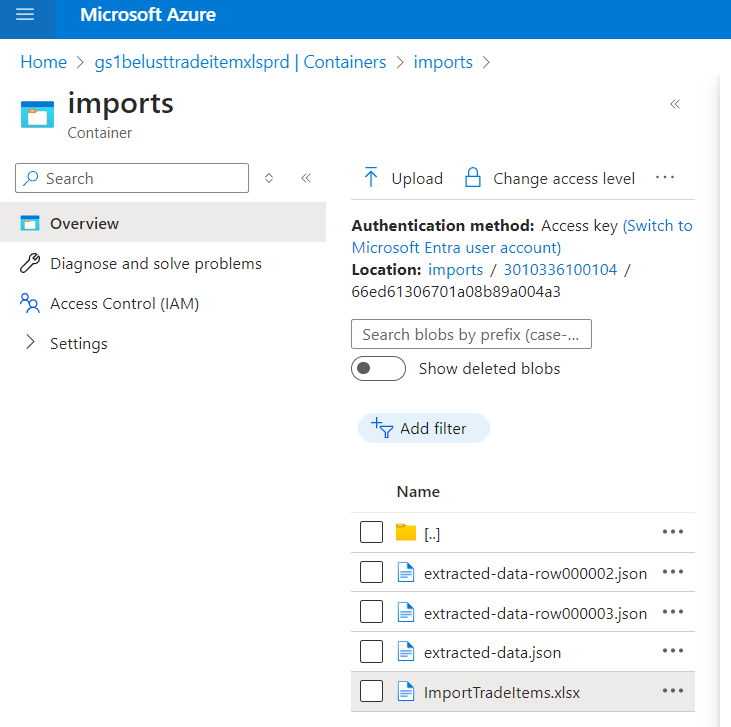 Microsoft Azure
Home > gs1belusttradeitemxlsprd | Containers > imports >
imports
Container
Search
Overview
Diagnose and solve problems
Access Control (IAM)
Settings
Upload
Change access level
Authentication method: Access key (Switch to
Microsoft Entra user account)
Location: imports / 3010336100104 /
66ed61306701a08b89a004a3
Search blobs by prefix (case-...
Show deleted blobs
Add filter
Name
[..]
extracted-data-row000002.json
extracted-data-row000003.json
extracted-data.json
ImportTradeItems.xlsx